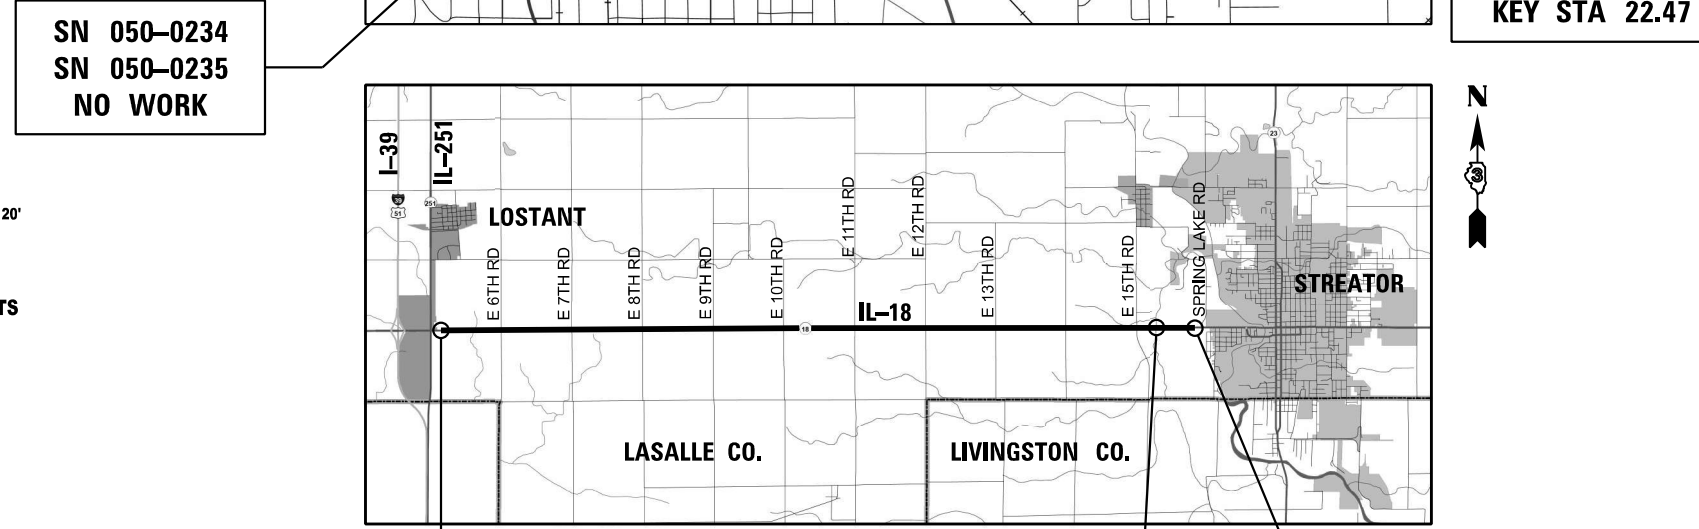 SN 050–0234
SN 050–0235
NO WORK
KEY STA 22.47
N
3
20'
TS
I–39
IL–251
39
51
251
23
LOSTANT
E 6TH RD
E 7TH RD
E 8TH RD
E 9TH RD
E 10TH RD
E 11TH RD
E 12TH RD
E 13TH RD
E 15TH RD
SPRING LAKE RD
STREATOR
IL–18
18
LASALLE CO.
LIVINGSTON CO.